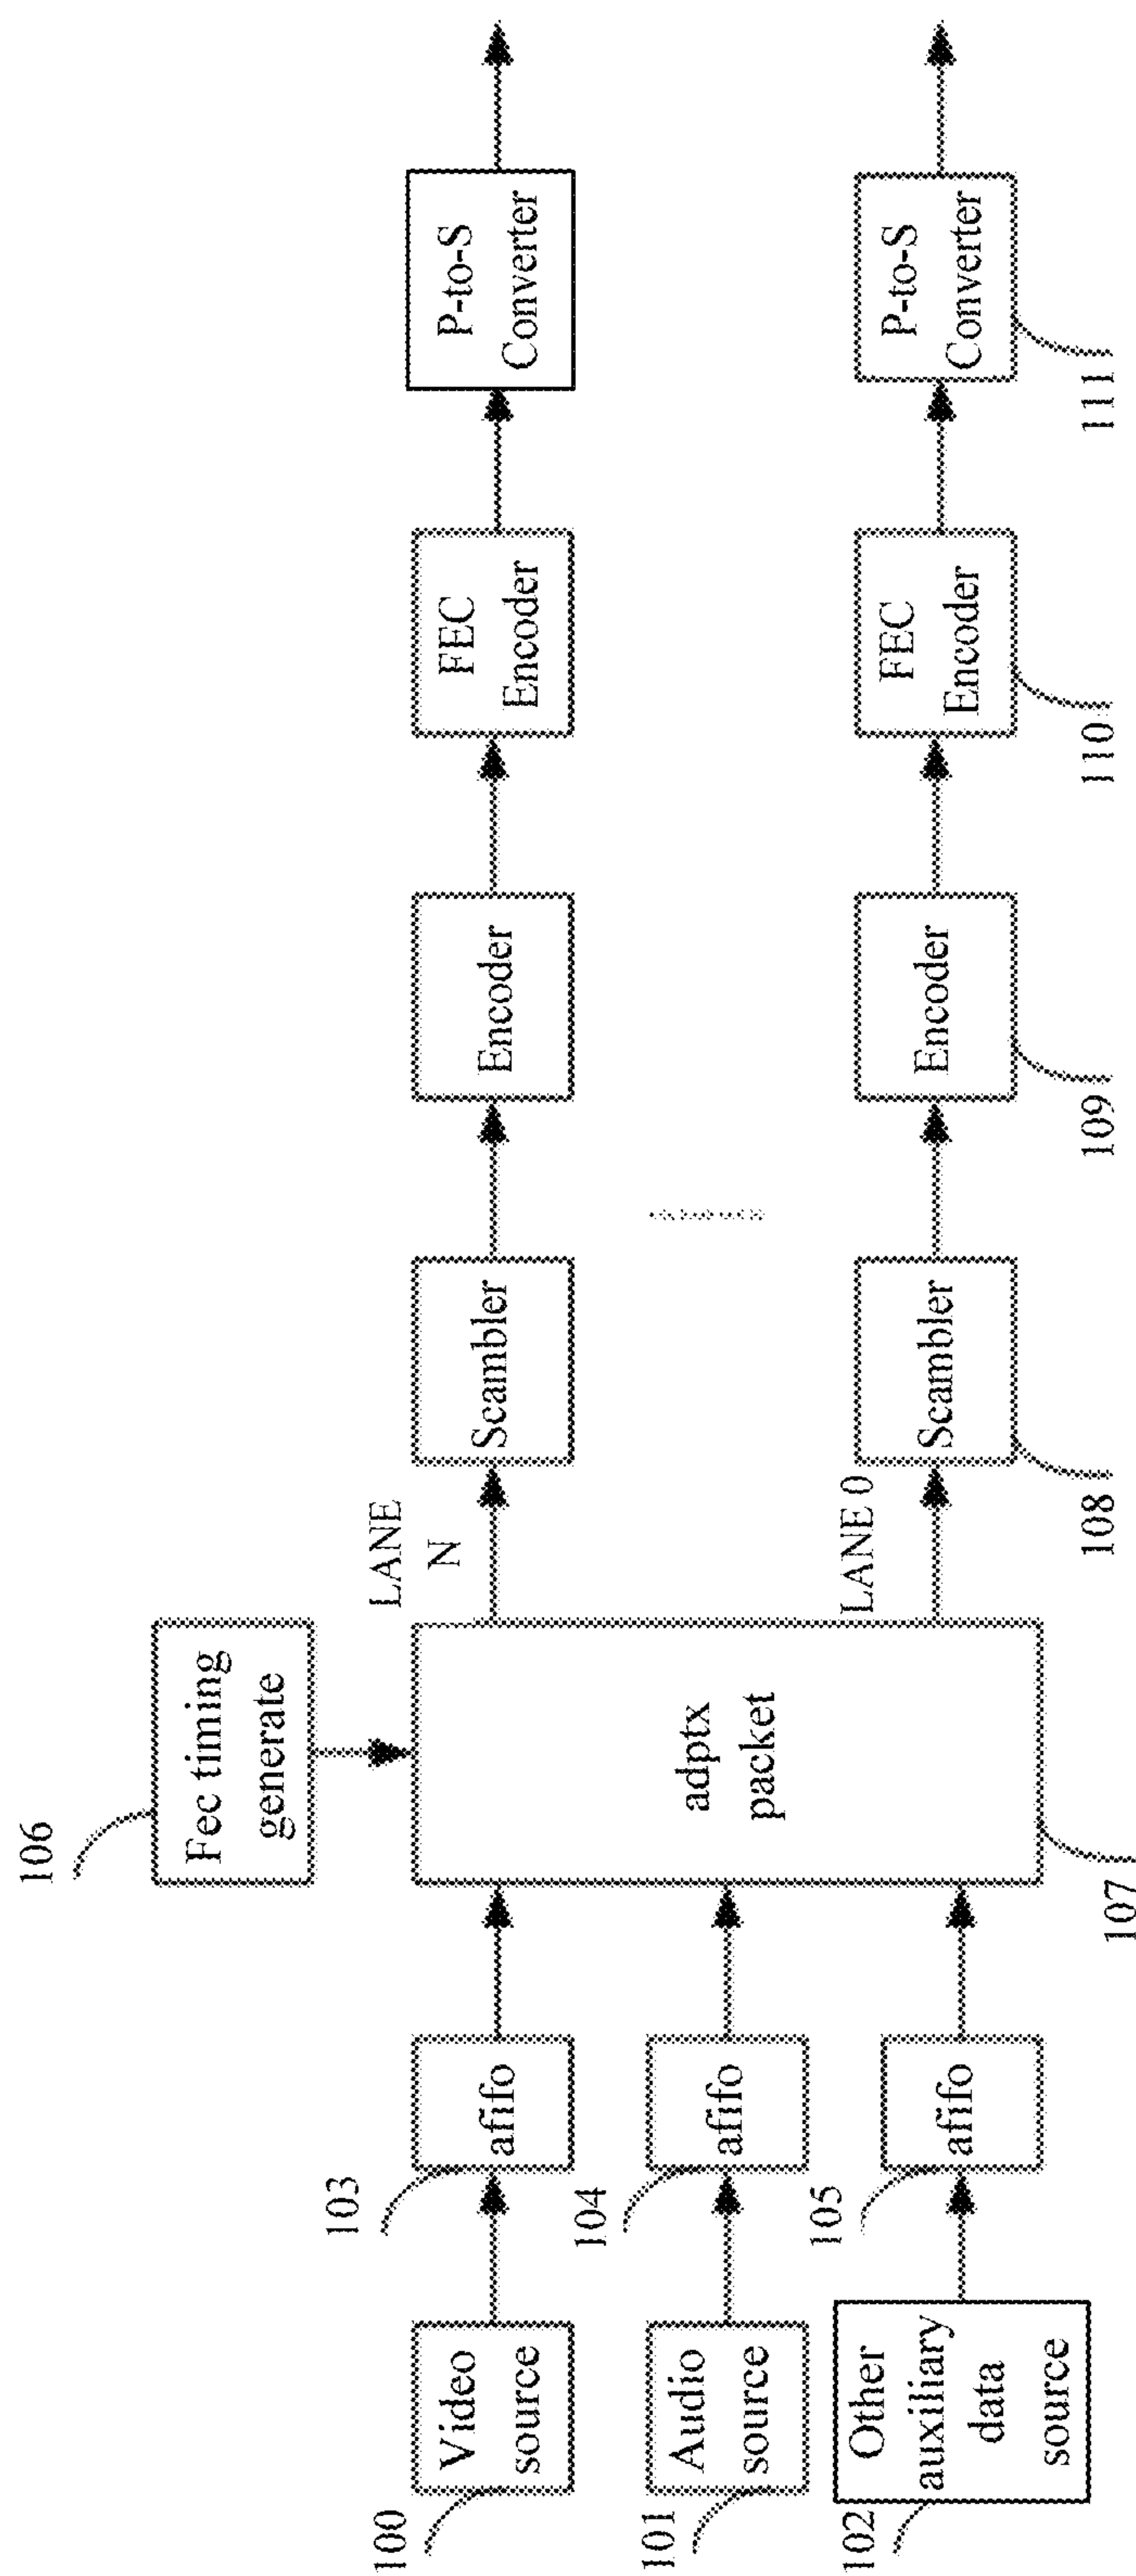 106
Fec timing
generate
100
Video
source
103
afifo
101
Audio
source
104
afifo
102
Other
auxiliary
data
source
105
afifo
adptx
packet
107
LANE
N
Scambler
Encoder
FEC
Encoder
P-to-S
Converter
LANE 0
Scambler
108
Encoder
109
FEC
Encoder
110
P-to-S
Converter
111